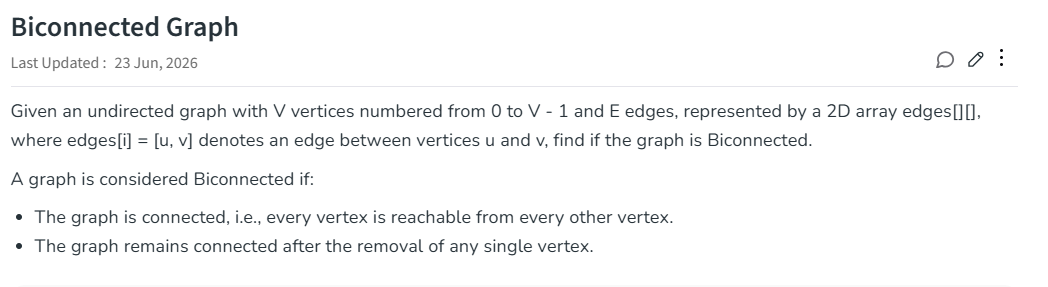 Biconnected Graph
Last Updated : 23 Jun, 2026
Given an undirected graph with V vertices numbered from 0 to V - 1 and E edges, represented by a 2D array edges[][],
where edges[i] = [u, v] denotes an edge between vertices u and v, find if the graph is Biconnected.
A graph is considered Biconnected if:
• The graph is connected, i.e., every vertex is reachable from every other vertex.
• The graph remains connected after the removal of any single vertex.